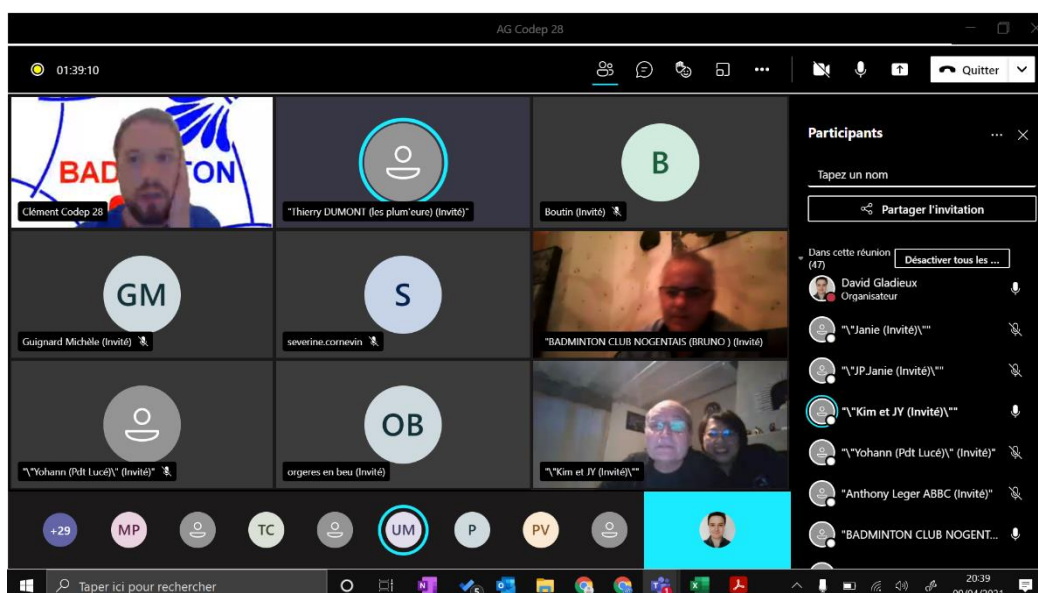 AG Codep 28
01:39:10
Quitter
BAD ON
Clément Codep 28
"Thierry DUMONT (les plum'eure) (Invité)"
B
Boutin (Invité)
GM
Guignard Michèle (Invité)
S
severine.cornevin
"BADMINTON CLUB NOGENTAIS (BRUNO ) (Invité)
"\"Yohann (Pdt Lucé)\" (Invité)"
OB
orgeres en beu (Invité)
"\"Kim et JY (Invité)\""
+29
MP
TC
UM
P
PV
Participants
Tapez un nom
Partager l'invitation
Dans cette réunion
(47)
Désactiver tous les ...
David Gladieux
Organisateur
"\"Janie (Invité)\""
"\"JP.Janie (Invité)\""
"\"Kim et JY (Invité)\""
"\"Yohann (Pdt Lucé)\" (Invité)"
"Anthony Leger ABBC (Invité)"
"BADMINTON CLUB NOGENT...
Taper ici pour rechercher
20:39
09/04/2021